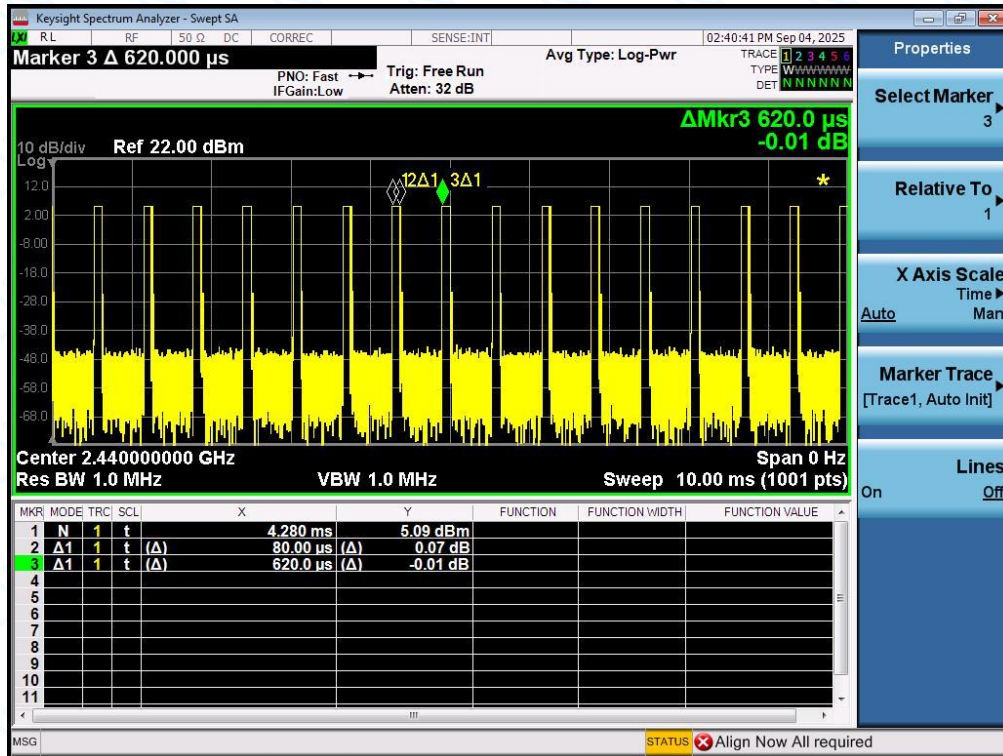 Keysight Spectrum Analyzer - Swept SA
LXI RL RF 50 Ω DC CORREC SENSE:INT 02:40:41 PM Sep 04, 2025
Marker 3 Δ 620.000 µs
PNO: Fast
IFGain:Low
Trig: Free Run
Atten: 32 dB
Avg Type: Log-Pwr
TRACE 1 2 3 4 5 6
TYPE WWWWWW
DET N N N N N N
ΔMkr3 620.0 µs
-0.01 dB
10 dB/div Ref 22.00 dBm
Log
12.0
2.00
-8.00
-18.0
-28.0
-38.0
-48.0
-58.0
-68.0
12Δ1 3Δ1
*
Center 2.440000000 GHz Span 0 Hz
Res BW 1.0 MHz VBW 1.0 MHz Sweep 10.00 ms (1001 pts)
MKR MODE TRC SCL X Y FUNCTION FUNCTION WIDTH FUNCTION VALUE
1 N 1 t 4.280 ms 5.09 dBm
2 Δ1 1 t (Δ) 80.00 µs (Δ) 0.07 dB
3 Δ1 1 t (Δ) 620.0 µs (Δ) -0.01 dB
4
5
6
7
8
9
10
11
MSG STATUS Align Now All required
Properties
Select Marker
3
Relative To
1
X Axis Scale
Time
Auto Man
Marker Trace
[Trace1, Auto Init]
Lines
On Off